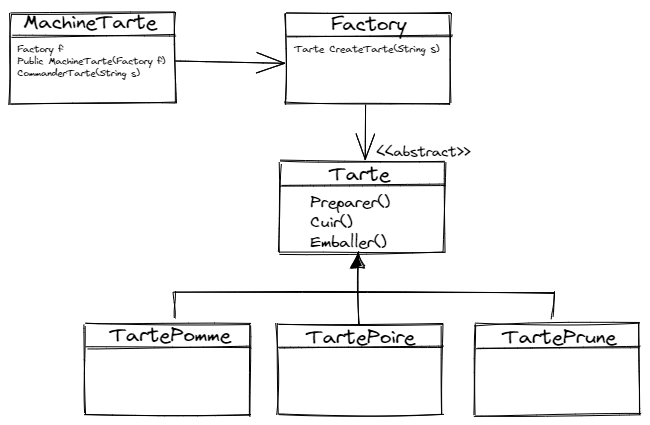 MachineTarte
Factory f
Public MachineTarte(Factory f)
CommanderTarte(String s)
Factory
Tarte CreateTarte(String s)
<<abstract>>
Tarte
Preparer()
Cuir()
Emballer()
TartePomme
TartePoire
TartePrune